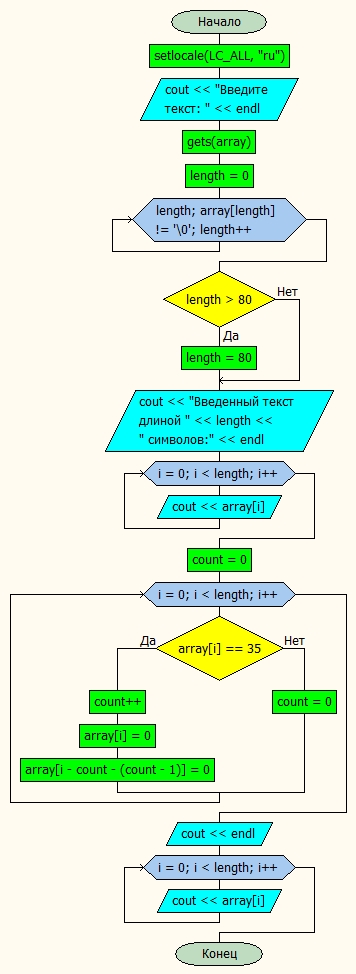 Начало
setlocale(LC_ALL, "ru")
cout << "Введите
текст: " << endl
gets(array)
length = 0
length; array[length]
!= '\0'; length++
length > 80
Нет
Да
length = 80
cout << "Введенный текст
длиной " << length <<
" символов:" << endl
i = 0; i < length; i++
cout << array[i]
count = 0
i = 0; i < length; i++
Да
array[i] == 35
Нет
count++
count = 0
array[i] = 0
array[i - count - (count - 1)] = 0
cout << endl
i = 0; i < length; i++
cout << array[i]
Конец